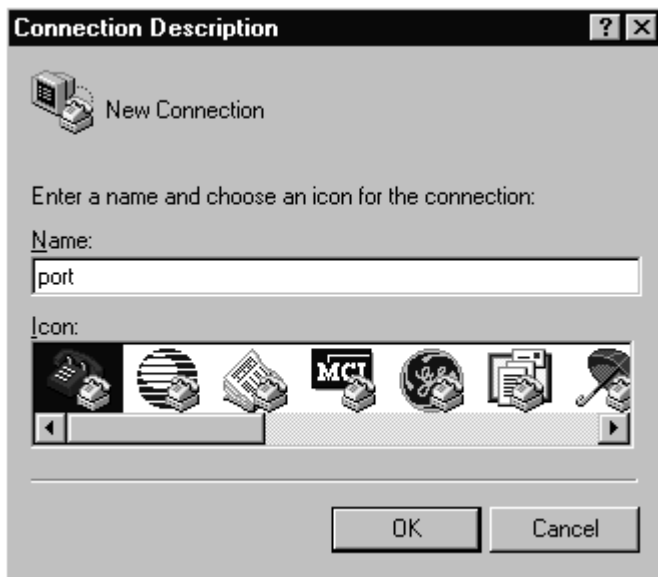 Connection Description
New Connection
Enter a name and choose an icon for the connection:
Name:
port
Icon:
MCI
OK Cancel